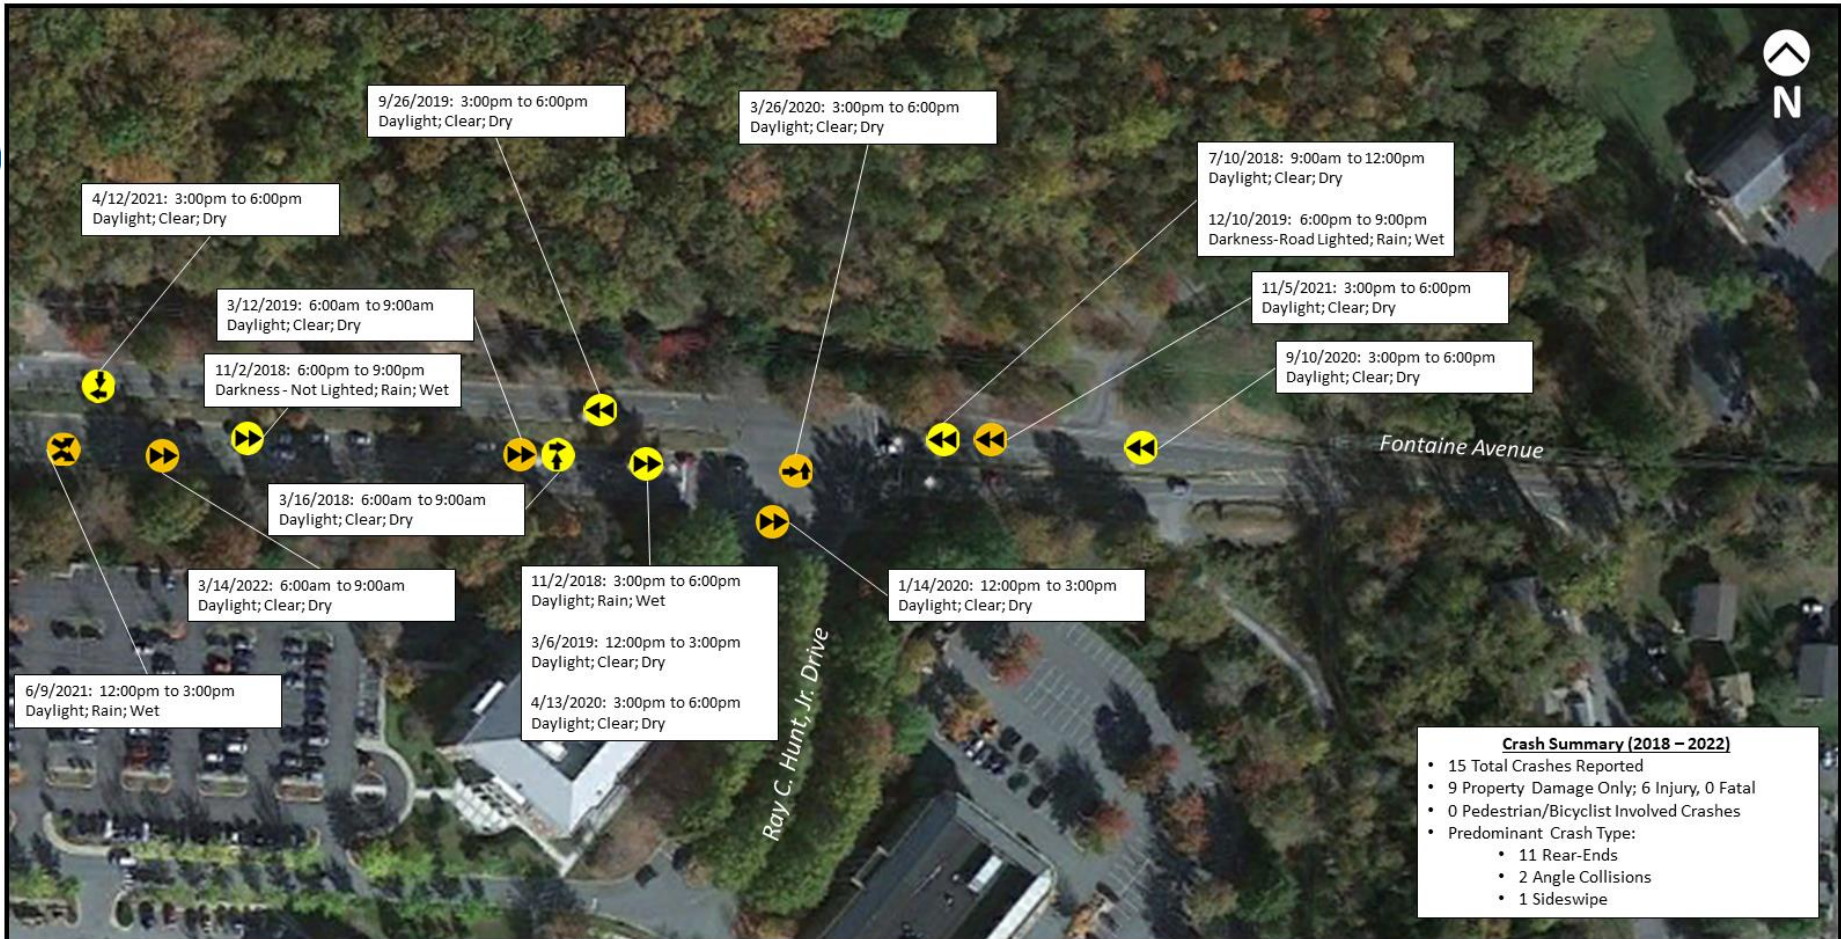 9/26/2019: 3:00pm to 6:00pm
Daylight; Clear; Dry
3/26/2020: 3:00pm to 6:00pm
Daylight; Clear; Dry
N
7/10/2018: 9:00am to 12:00pm
Daylight; Clear; Dry
12/10/2019: 6:00pm to 9:00pm
Darkness-Road Lighted; Rain; Wet
4/12/2021: 3:00pm to 6:00pm
Daylight; Clear; Dry
11/5/2021: 3:00pm to 6:00pm
Daylight; Clear; Dry
3/12/2019: 6:00am to 9:00am
Daylight; Clear; Dry
9/10/2020: 3:00pm to 6:00pm
Daylight; Clear; Dry
11/2/2018: 6:00pm to 9:00pm
Darkness - Not Lighted; Rain; Wet
Fontaine Avenue
3/16/2018: 6:00am to 9:00am
Daylight; Clear; Dry
3/14/2022: 6:00am to 9:00am
Daylight; Clear; Dry
11/2/2018: 3:00pm to 6:00pm
Daylight; Rain; Wet
3/6/2019: 12:00pm to 3:00pm
Daylight; Clear; Dry
4/13/2020: 3:00pm to 6:00pm
Daylight; Clear; Dry
1/14/2020: 12:00pm to 3:00pm
Daylight; Clear; Dry
Ray C. Hunt, Jr. Drive
6/9/2021: 12:00pm to 3:00pm
Daylight; Rain; Wet
Crash Summary (2018 – 2022)
• 15 Total Crashes Reported
• 9 Property Damage Only; 6 Injury, 0 Fatal
• 0 Pedestrian/Bicyclist Involved Crashes
• Predominant Crash Type:
• 11 Rear-Ends
• 2 Angle Collisions
• 1 Sideswipe